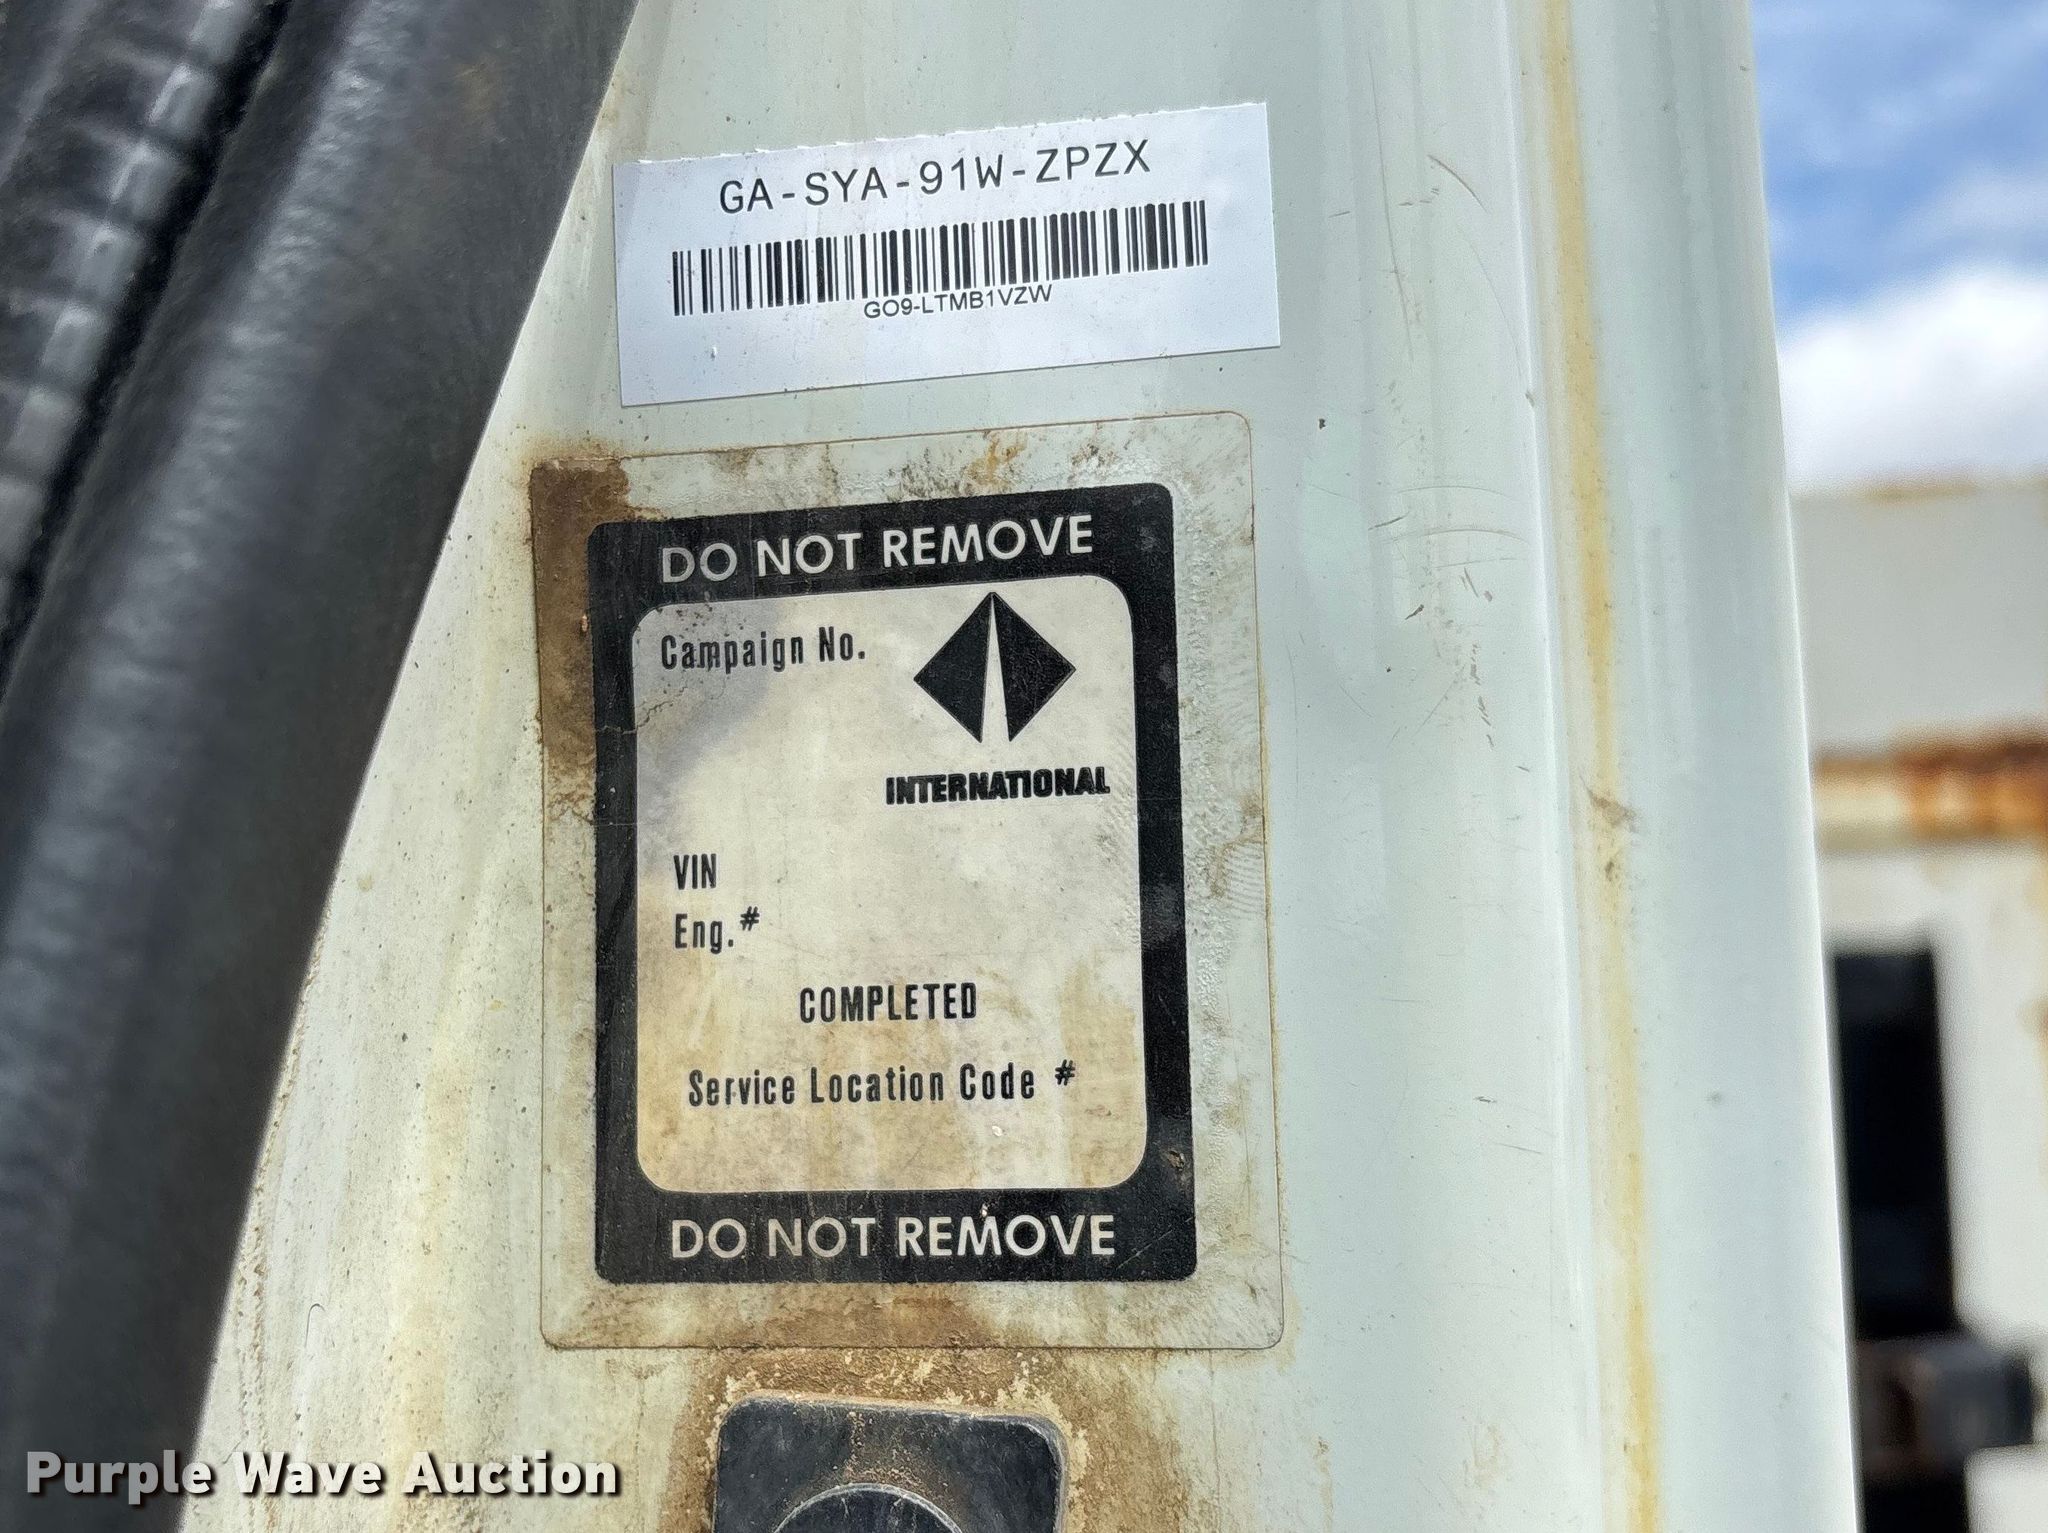 GA-SYA-91W-ZPZX
GO9-LTMB1VZW
DO NOT REMOVE
Campaign No.
INTERNATIONAL
VIN
Eng.#
COMPLETED
Service Location Code #
DO NOT REMOVE
Purple Wave Auction